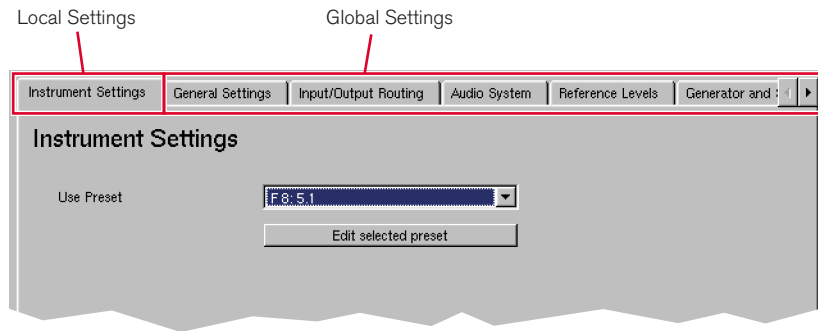 Local Settings Global Settings
Instrument Settings General Settings Input/Output Routing Audio System Reference Levels Generator and
Instrument Settings
Use Preset F8: 5.1
Edit selected preset